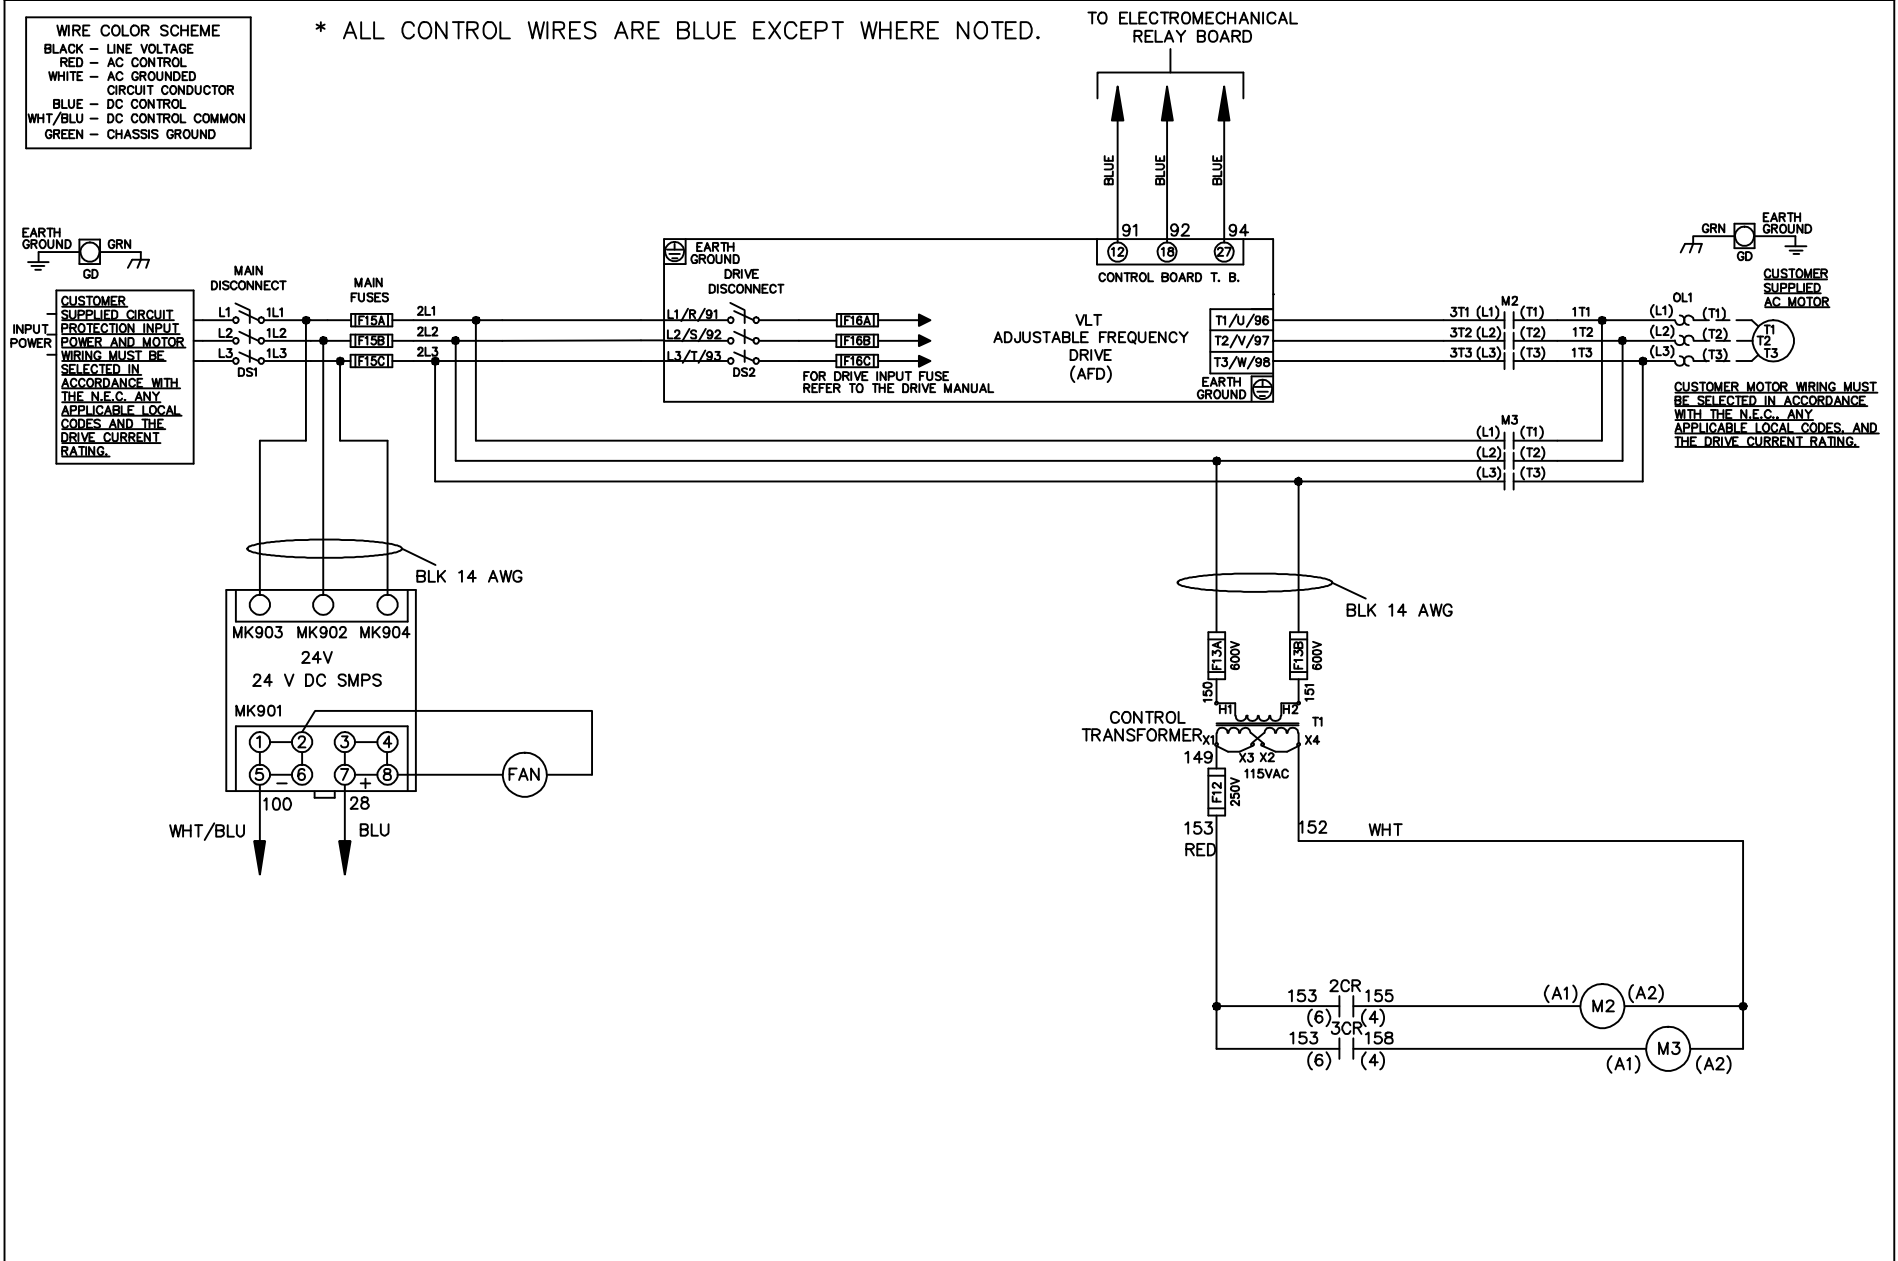 WIRE COLOR SCHEME
BLACK – LINE VOLTAGE
RED – AC CONTROL
WHITE – AC GROUNDED
CIRCUIT CONDUCTOR
BLUE – DC CONTROL
WHT/BLU – DC CONTROL COMMON
GREEN – CHASSIS GROUND
* ALL CONTROL WIRES ARE BLUE EXCEPT WHERE NOTED.
TO ELECTROMECHANICAL
RELAY BOARD
BLUE
BLUE
BLUE
91 92 94
12 18 27
CONTROL BOARD T. B.
EARTH
GROUND
GRN
GD
CUSTOMER
SUPPLIED CIRCUIT
PROTECTION INPUT
POWER AND MOTOR
WIRING MUST BE
SELECTED IN
ACCORDANCE WITH
THE N.E.C. ANY
APPLICABLE LOCAL
CODES AND THE
DRIVE CURRENT
RATING.
INPUT
POWER
MAIN
DISCONNECT
L1 1L1
L2 1L2
L3 1L3
DS1
MAIN
FUSES
F15A
F15B
F15C
2L1
2L2
2L3
EARTH
GROUND
DRIVE
DISCONNECT
L1/R/91
L2/S/92
L3/T/93
DS2
F16A
F16B
F16C
FOR DRIVE INPUT FUSE
REFER TO THE DRIVE MANUAL
VLT
ADJUSTABLE FREQUENCY
DRIVE
(AFD)
T1/U/96
T2/V/97
T3/W/98
EARTH
GROUND
M2
3T1 (L1) (T1) 1T1
3T2 (L2) (T2) 1T2
3T3 (L3) (T3) 1T3
OL1
(L1) (T1)
(L2) (T2)
(L3) (T3)
T1
T2
T3
GRN
EARTH
GROUND
GD
CUSTOMER
SUPPLIED
AC MOTOR
CUSTOMER MOTOR WIRING MUST
BE SELECTED IN ACCORDANCE
WITH THE N.E.C., ANY
APPLICABLE LOCAL CODES, AND
THE DRIVE CURRENT RATING.
M3
(L1) (T1)
(L2) (T2)
(L3) (T3)
BLK 14 AWG
MK903 MK902 MK904
24V
24 V DC SMPS
MK901
1 2 3 4
5 – 6 7 + 8
FAN
100 28
WHT/BLU BLU
BLK 14 AWG
F13A
600V
F13B
600V
150
151
H1 H2
T1
CONTROL
TRANSFORMER
X1 X4
X3 X2
149
115VAC
F12
250V
153
RED
152 WHT
2CR
153 155
(6) (4)
(A1) M2 (A2)
3CR
153 158
(6) (4)
(A1) M3 (A2)